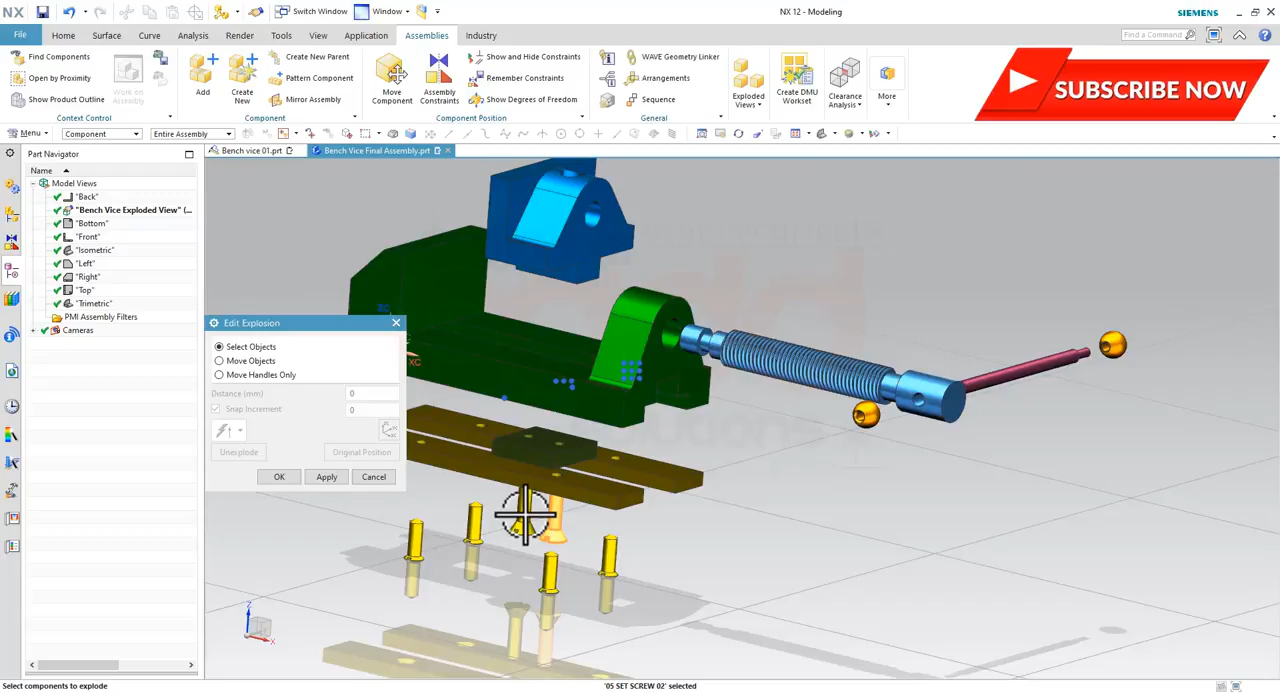 NX
Switch Window
Window
NX 12 - Modeling
SIEMENS
File
Home
Surface
Curve
Analysis
Render
Tools
View
Application
Assemblies
Industry
Find a Command
Find Components
Open by Proximity
Show Product Outline
Work on
Assembly
Context Control
Add
Create
New
Create New Parent
Pattern Component
Mirror Assembly
Component
Move
Component
Assembly
Constraints
Show and Hide Constraints
Remember Constraints
Show Degrees of Freedom
Component Position
WAVE Geometry Linker
Arrangements
Sequence
General
Exploded
Views
Create DMU
Workset
Clearance
Analysis
More
SUBSCRIBE NOW
Menu
Component
Entire Assembly
Part Navigator
Bench vice 01.prt
Bench Vice Final Assembly.prt
Name
Model Views
"Back"
"Bench Vice Exploded View" (...
"Bottom"
"Front"
"Isometric"
"Left"
"Right"
"Top"
"Trimetric"
PMI Assembly Filters
Cameras
Edit Explosion
Select Objects
Move Objects
Move Handles Only
Distance (mm)
0
Snap Increment
0
Unexplode
Original Position
OK
Apply
Cancel
XC
Z
X
Select components to explode
'05 SET SCREW 02' selected